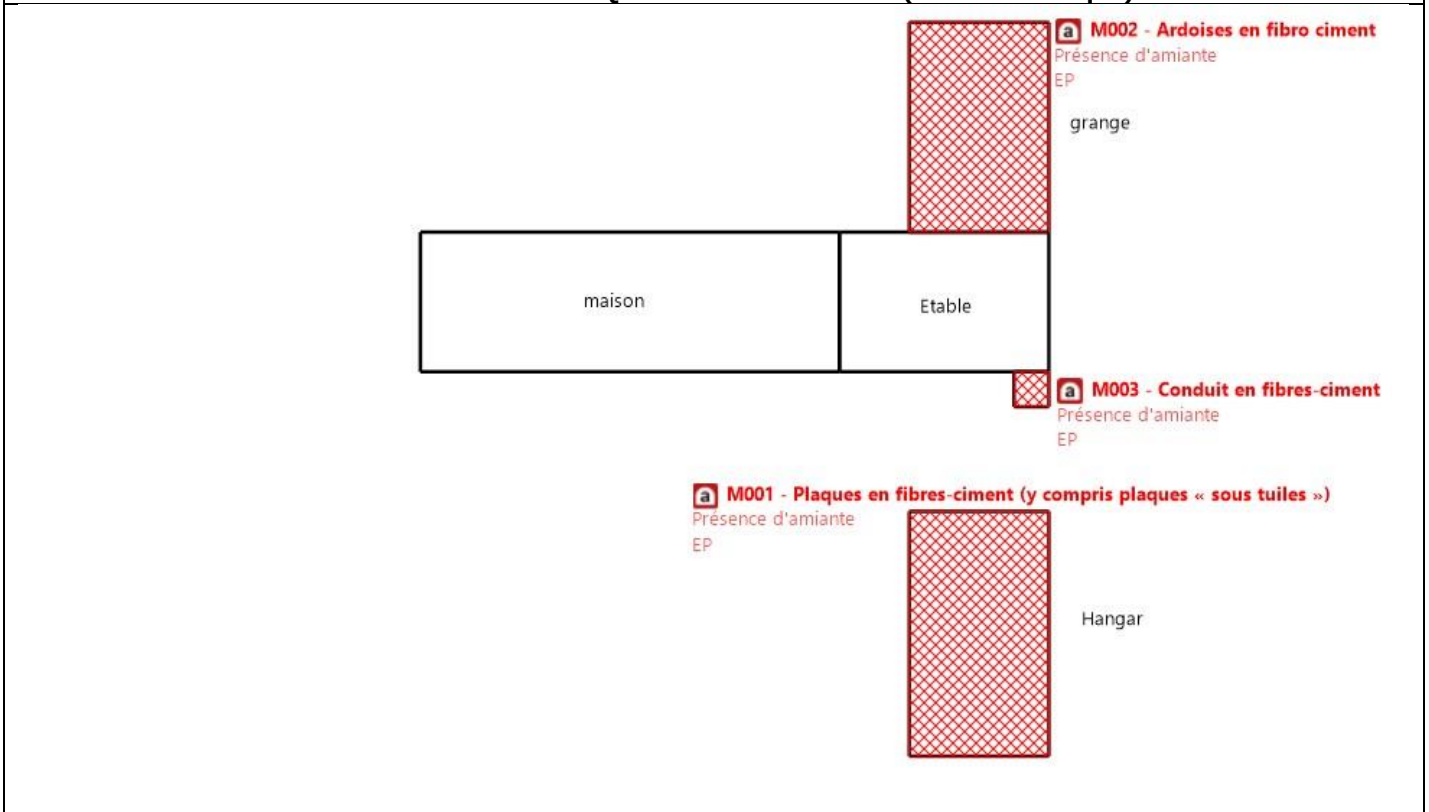 a M002 - Ardoises en fibro ciment
Présence d'amiante
EP
grange
maison
Etable
a M003 - Conduit en fibres-ciment
Présence d'amiante
EP
a M001 - Plaques en fibres-ciment (y compris plaques « sous tuiles »)
Présence d'amiante
EP
Hangar